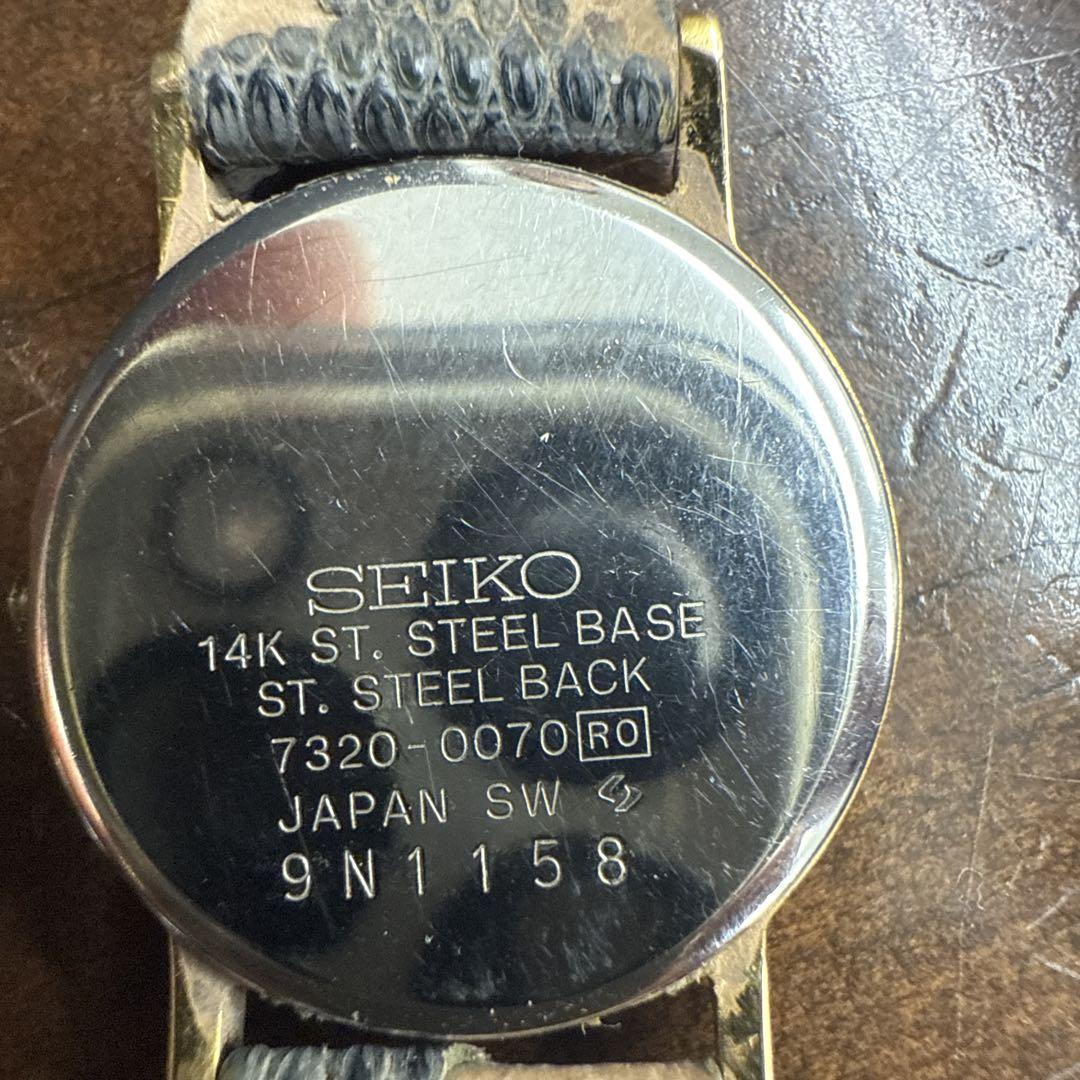 SEIKO
14K ST. STEEL BASE
ST. STEEL BACK
7320-0070 RO
JAPAN SW
9N1158